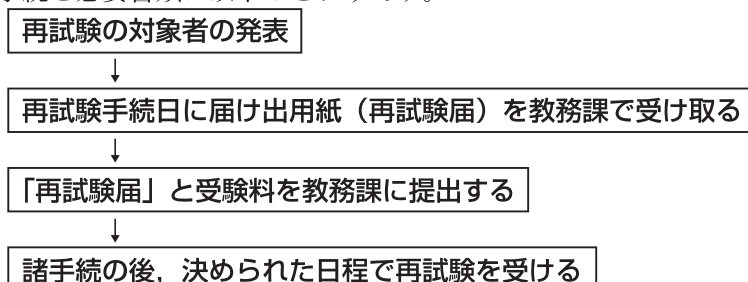 再試験の対象者の発表
↓
再試験手続日に届け出用紙（再試験届）を教務課で受け取る
↓
「再試験届」と受験料を教務課に提出する
↓
諸手続の後，決められた日程で再試験を受ける